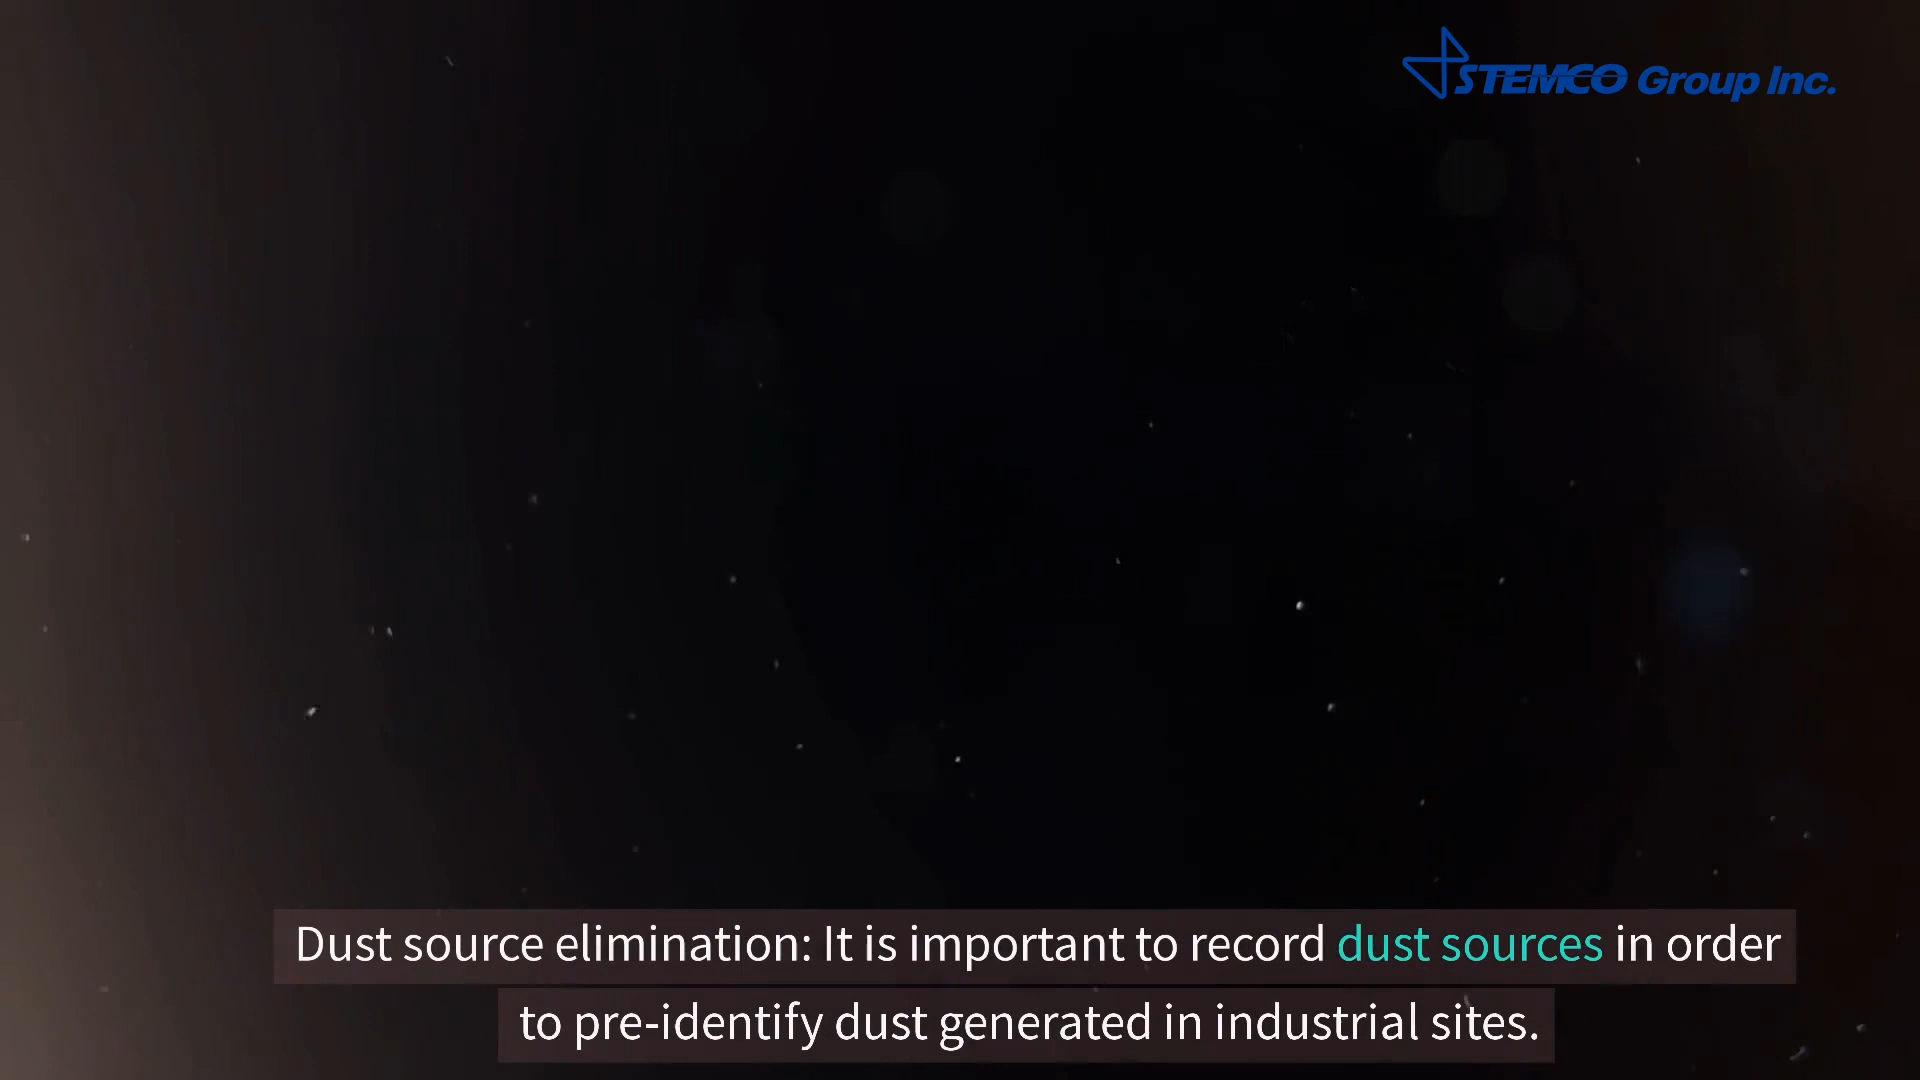 STEMCO Group Inc.
Dust source elimination: It is important to record dust sources in order
to pre-identify dust generated in industrial sites.